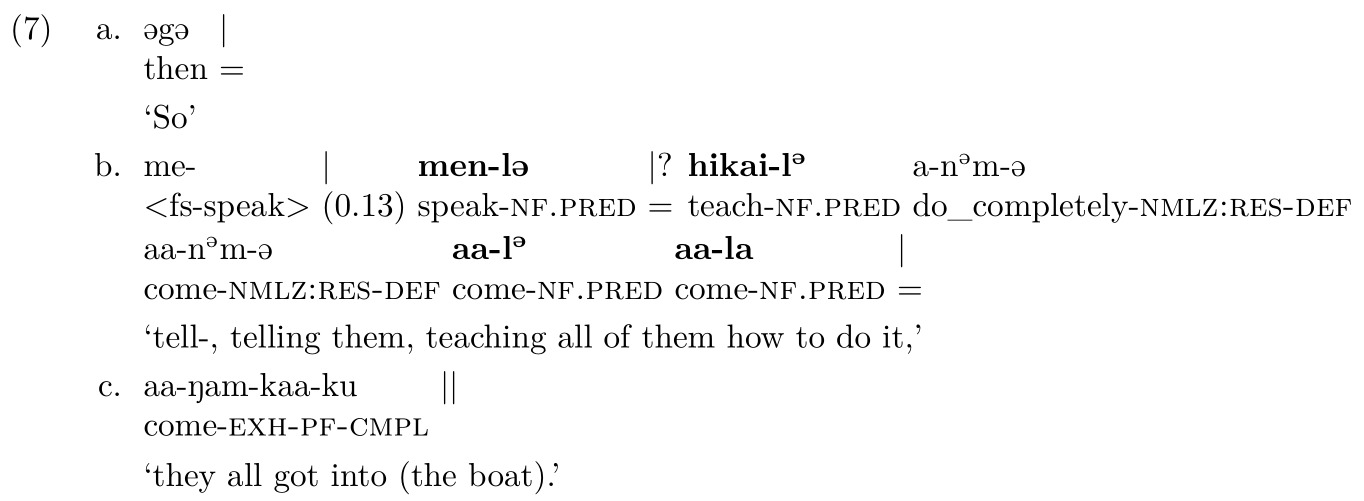 (7) a. əgə |
then =
‘So’
b. me- | men-lə |? hikai-lᵊ a-nᵊm-ə
<fs-speak> (0.13) speak-NF.PRED = teach-NF.PRED do_completely-NMLZ:RES-DEF
aa-nᵊm-ə aa-lᵊ aa-la |
come-NMLZ:RES-DEF come-NF.PRED come-NF.PRED =
‘tell-, telling them, teaching all of them how to do it,’
c. aa-ŋam-kaa-ku ||
come-EXH-PF-CMPL
‘they all got into (the boat).’